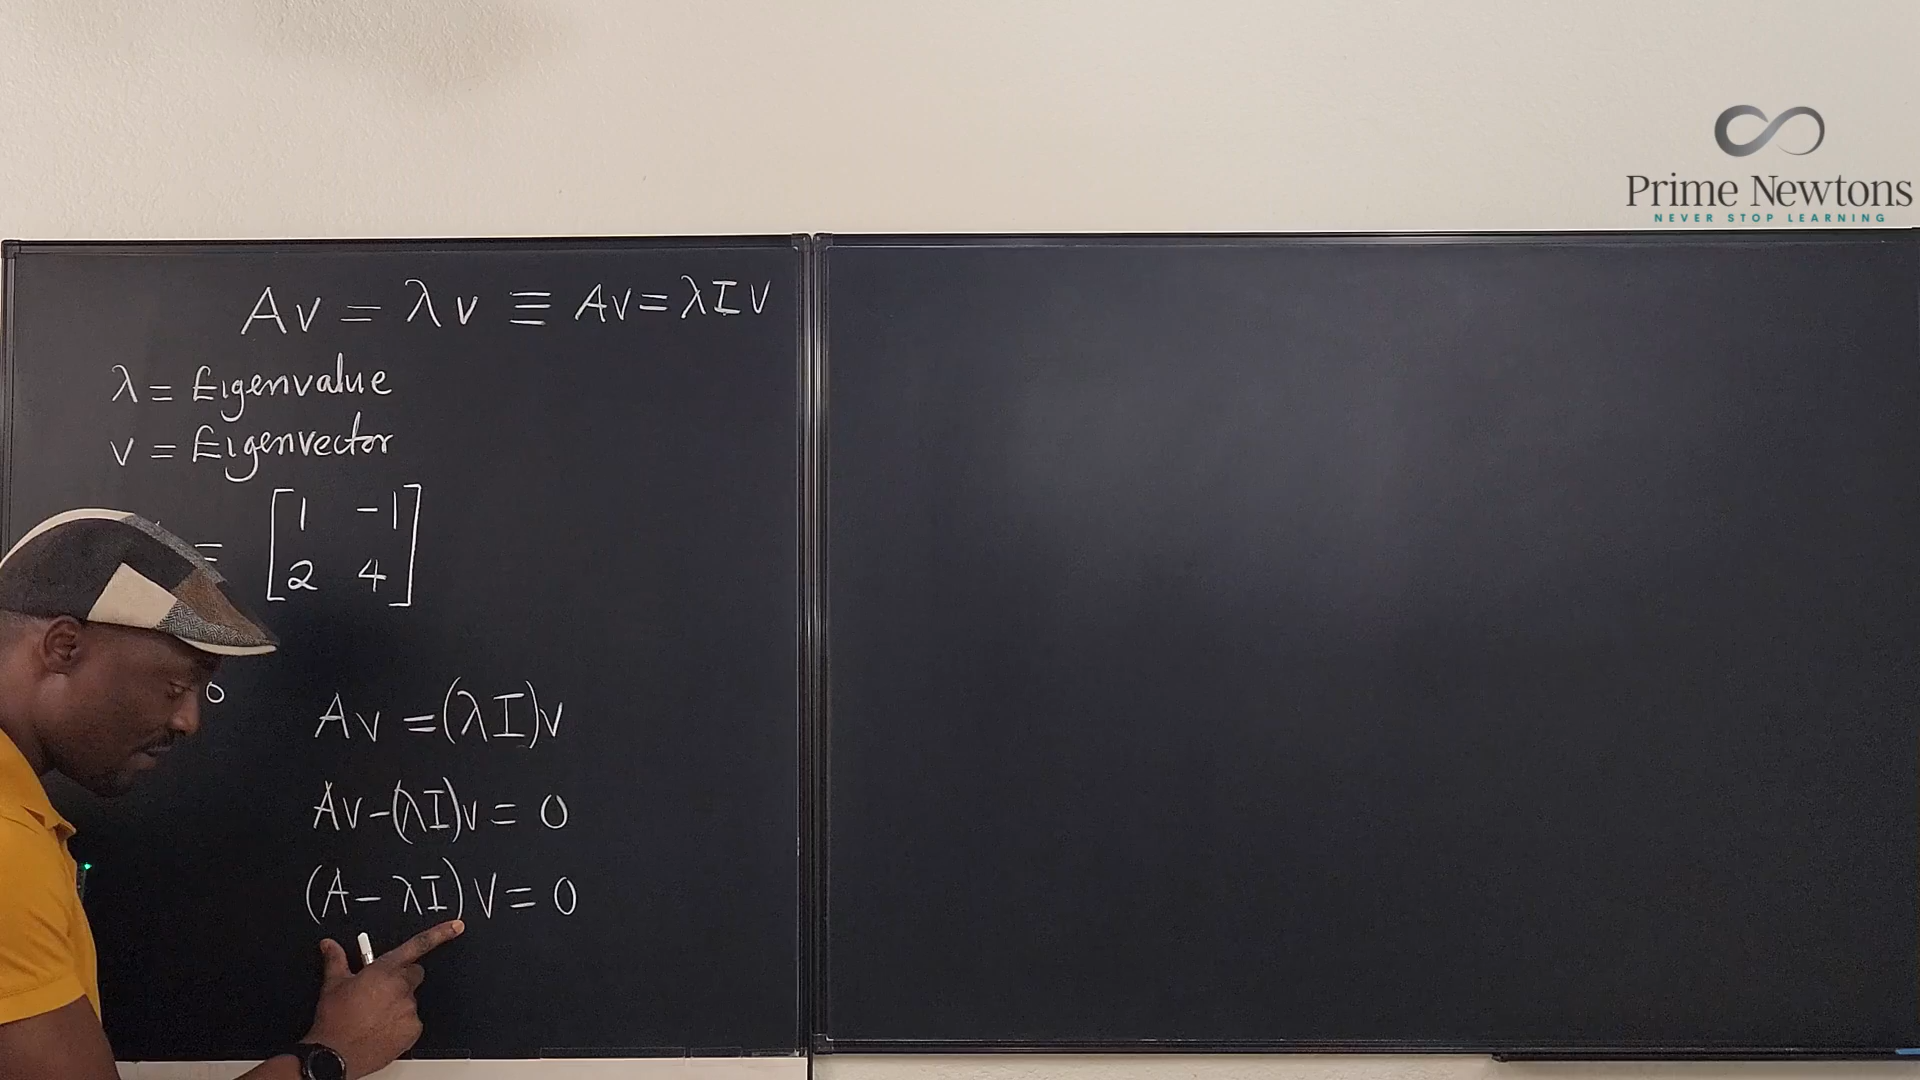 Prime Newtons
NEVER STOP LEARNING
Av = λv ≡ Av = λIV
λ = Eigenvalue
v = Eigenvector
= [1 -1
2 4]
0
Av = (λI)v
Av - (λI)v = 0
(A - λI)V = 0